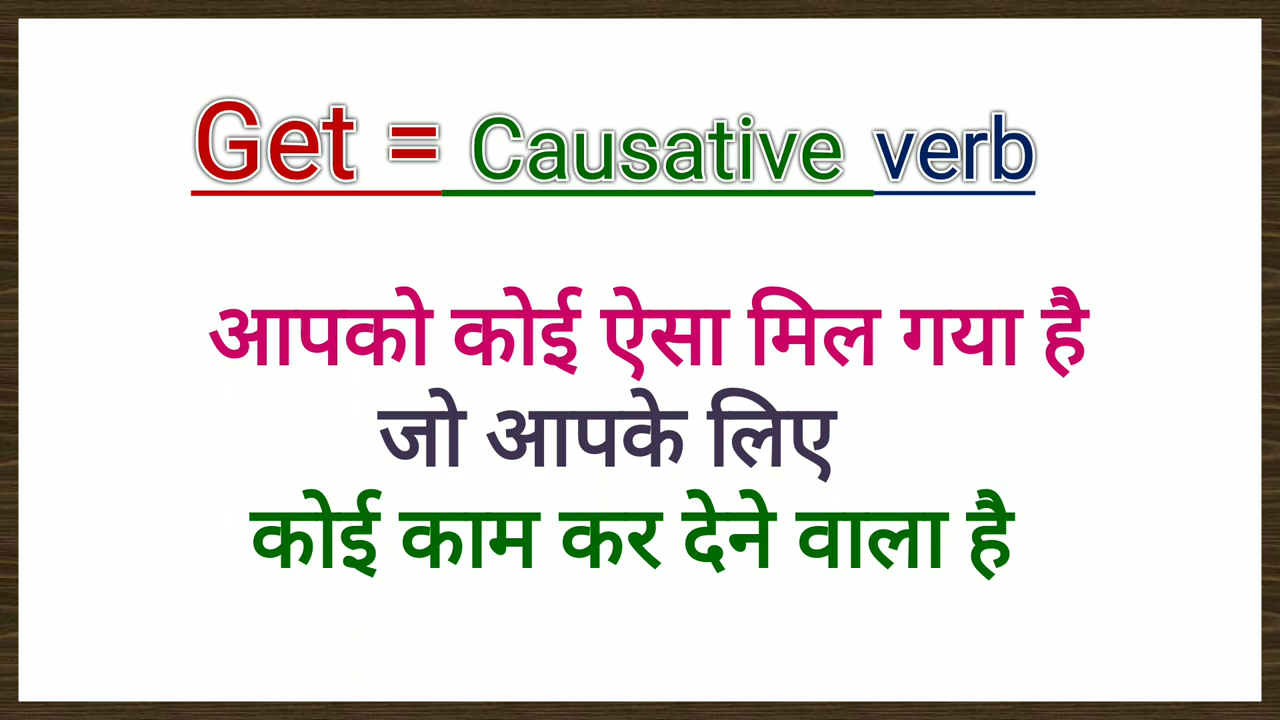 Get = Causative verb
आपको कोई ऐसा मिल गया है
जो आपके लिए
कोई काम कर देने वाला है